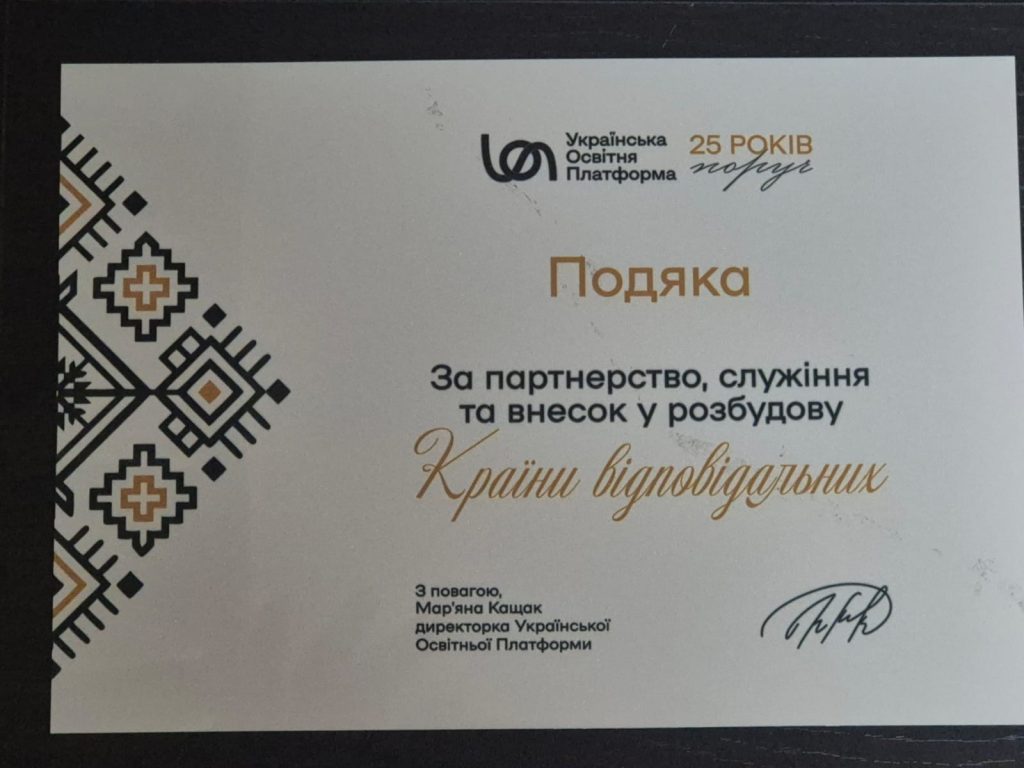 Українська
Освітня
Платформа
25 РОКІВ
поруч
Подяка
За партнерство, служіння
та внесок у розбудову
Країни відповідальних
З повагою,
Мар'яна Кащак
директорка Української
Освітньої Платформи